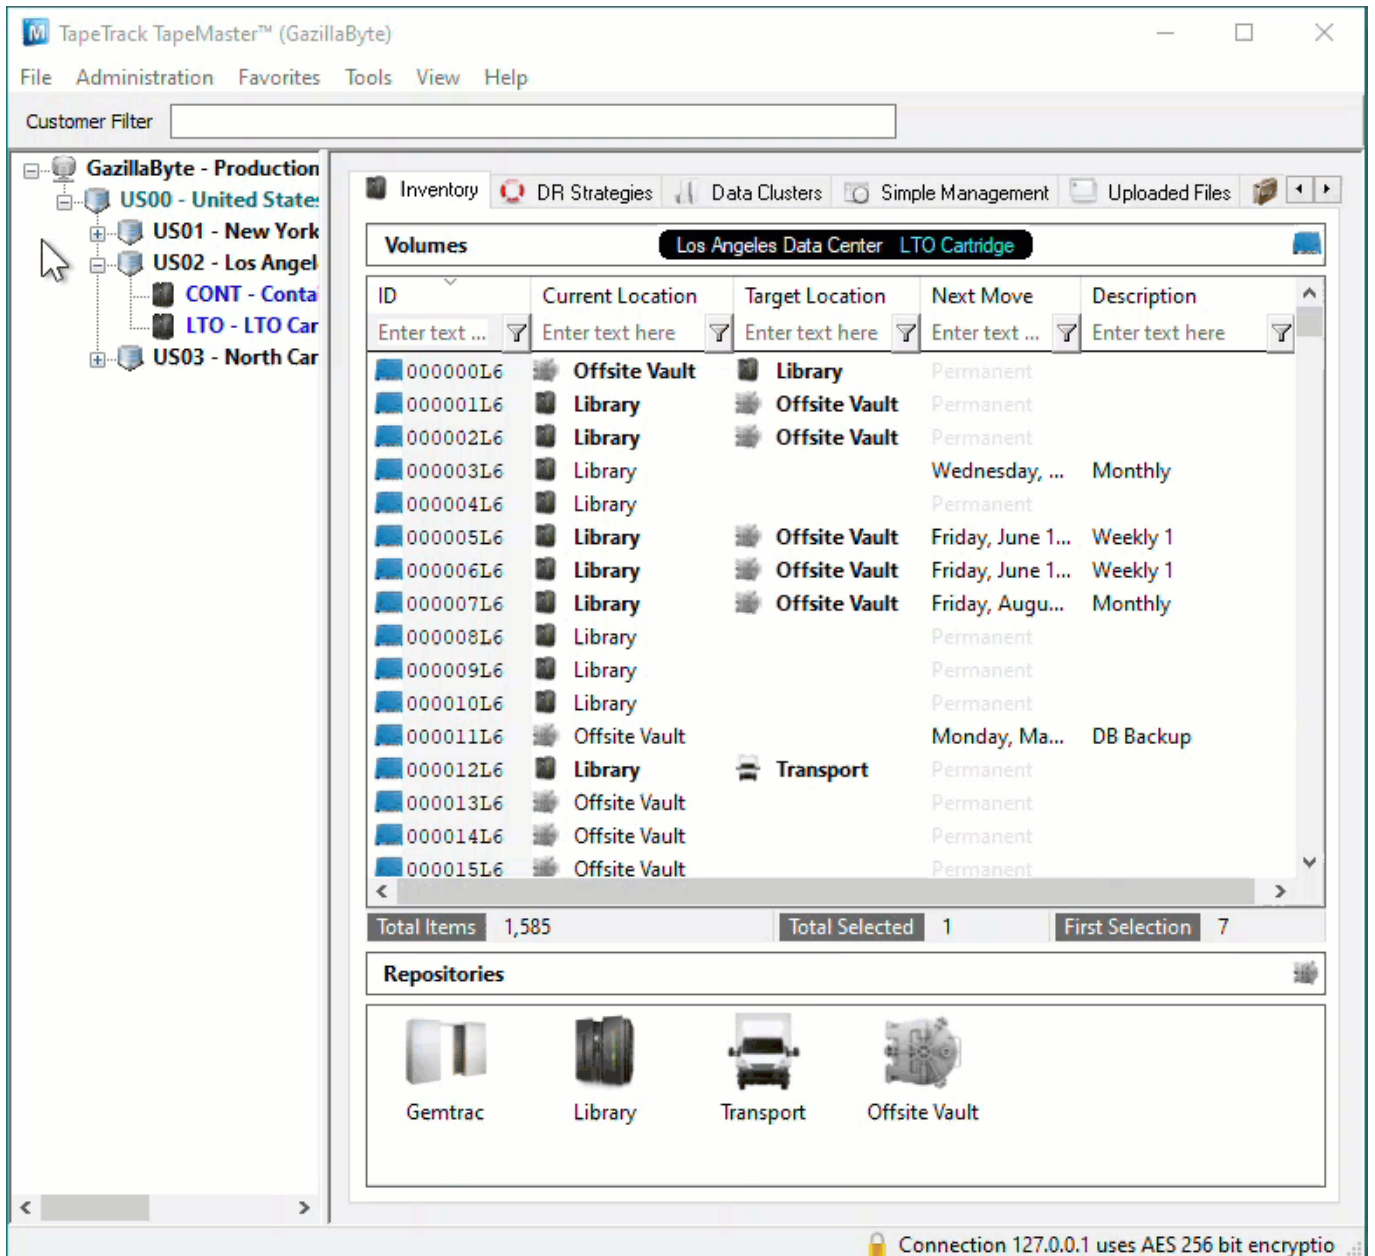 TapeTrack TapeMaster™ (GazillaByte)
File Administration Favorites Tools View Help
Customer Filter
GazillaByte - Production
US00 - United State
US01 - New York
US02 - Los Angel
CONT - Conta
LTO - LTO Car
US03 - North Car
Inventory DR Strategies Data Clusters Simple Management Uploaded Files
Volumes Los Angeles Data Center LTO Cartridge
ID Current Location Target Location Next Move Description
Enter text ... Enter text here Enter text here Enter text ... Enter text here
000000L6 Offsite Vault Library Permanent
000001L6 Library Offsite Vault Permanent
000002L6 Library Offsite Vault Permanent
000003L6 Library Wednesday, ... Monthly
000004L6 Library Permanent
000005L6 Library Offsite Vault Friday, June 1... Weekly 1
000006L6 Library Offsite Vault Friday, June 1... Weekly 1
000007L6 Library Offsite Vault Friday, Augu... Monthly
000008L6 Library Permanent
000009L6 Library Permanent
000010L6 Library Permanent
000011L6 Offsite Vault Monday, Ma... DB Backup
000012L6 Library Transport Permanent
000013L6 Offsite Vault Permanent
000014L6 Offsite Vault Permanent
000015L6 Offsite Vault Permanent
Total Items 1,585 Total Selected 1 First Selection 7
Repositories
Gemtrac Library Transport Offsite Vault
Connection 127.0.0.1 uses AES 256 bit encryptio